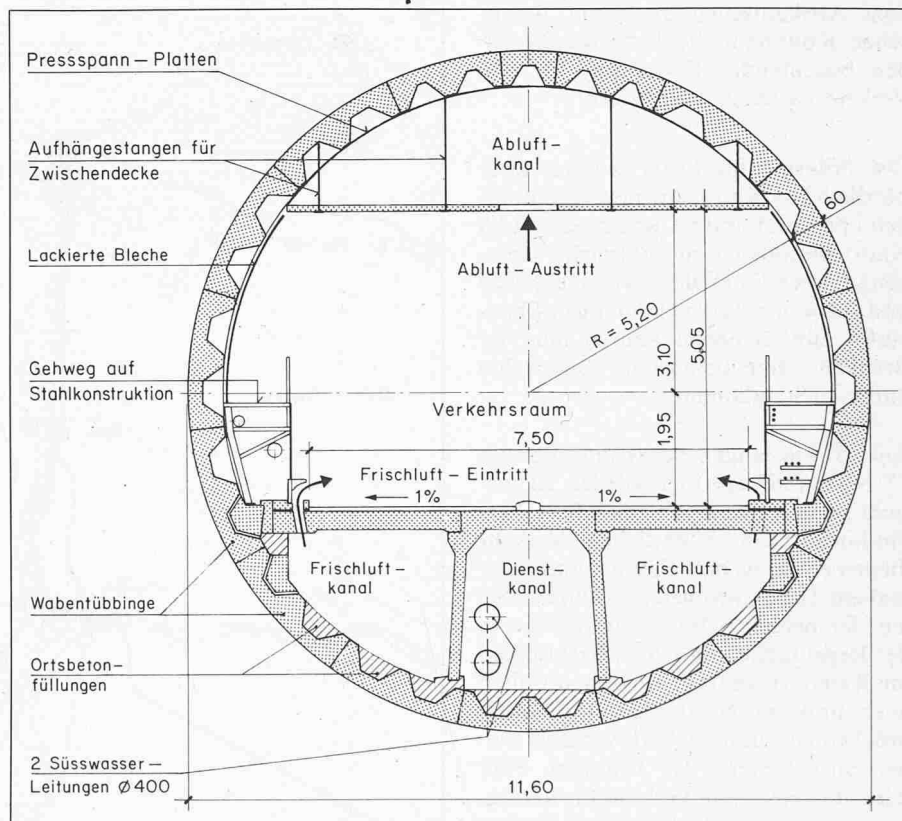 Pressspann – Platten
Aufhängestangen für
Zwischendecke
Lackierte Bleche
Gehweg auf
Stahlkonstruktion
Wabentübbinge
Ortsbeton-
füllungen
2 Süsswasser –
Leitungen Ø 400
Abluft-
kanal
Abluft – Austritt
60
R = 5,20
3,10
5,05
1,95
Verkehrsraum
7,50
Frischluft – Eintritt
1%
1%
Frischluft-
kanal
Dienst-
kanal
Frischluft-
kanal
11,60